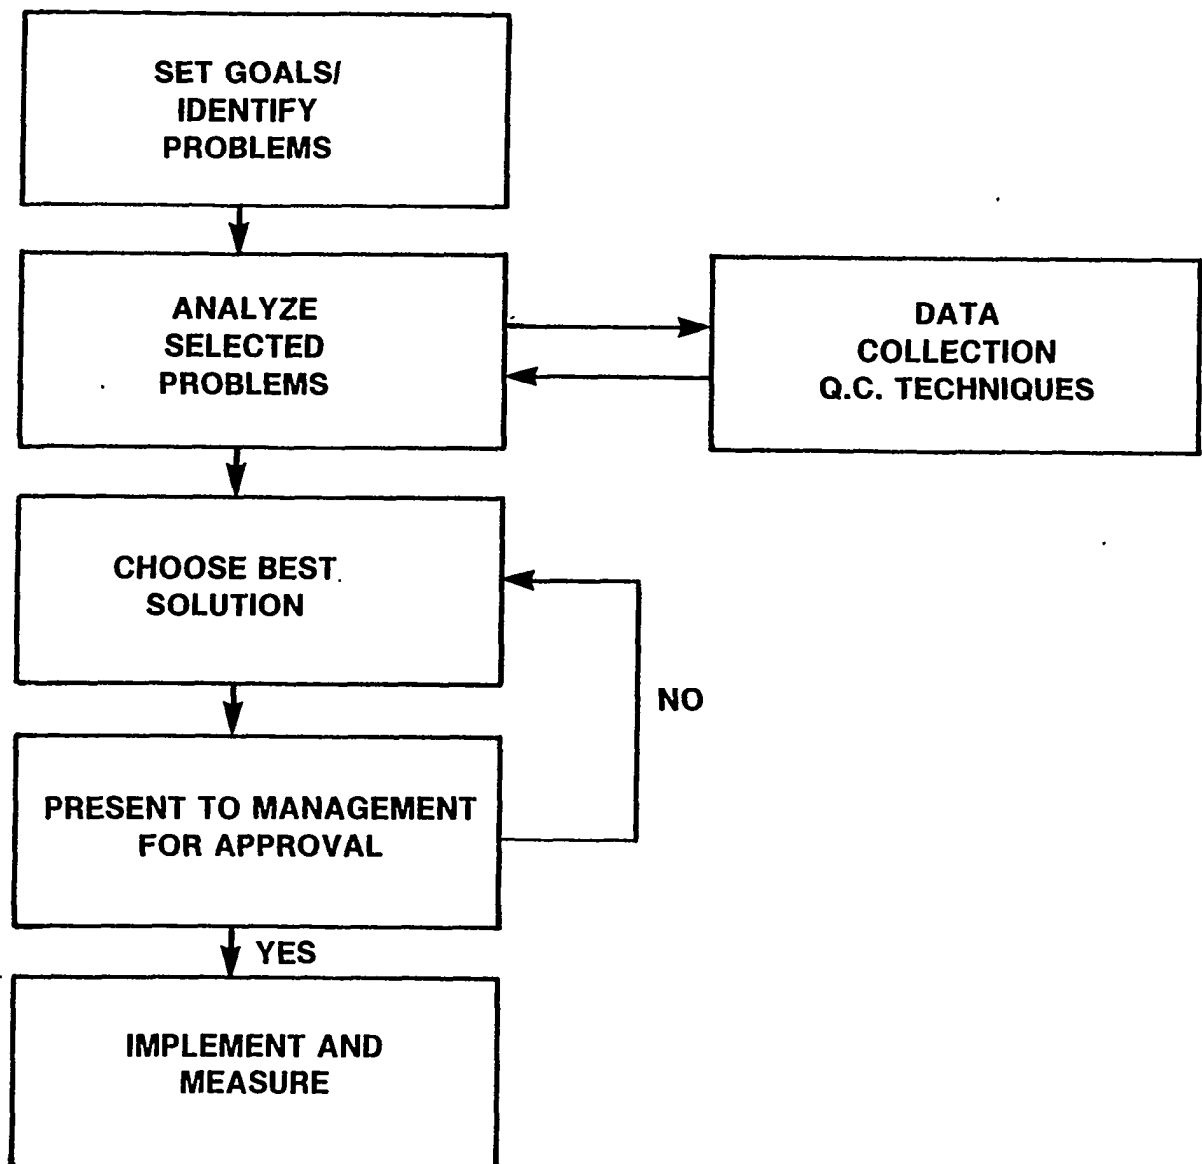 SET GOALS/
IDENTIFY
PROBLEMS
ANALYZE
SELECTED
PROBLEMS
DATA
COLLECTION
Q.C. TECHNIQUES
CHOOSE BEST
SOLUTION
NO
PRESENT TO MANAGEMENT
FOR APPROVAL
YES
IMPLEMENT AND
MEASURE